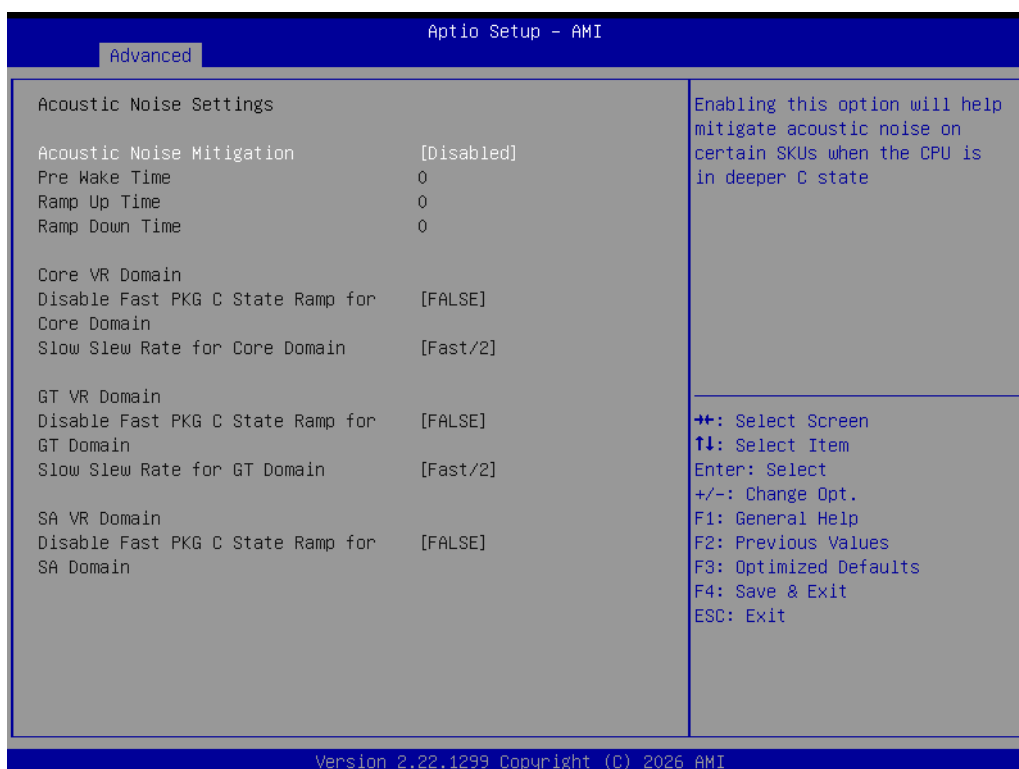 Aptio Setup – AMI
Advanced
Acoustic Noise Settings
Acoustic Noise Mitigation [Disabled]
Pre Wake Time 0
Ramp Up Time 0
Ramp Down Time 0
Core VR Domain
Disable Fast PKG C State Ramp for [FALSE]
Core Domain
Slow Slew Rate for Core Domain [Fast/2]
GT VR Domain
Disable Fast PKG C State Ramp for [FALSE]
GT Domain
Slow Slew Rate for GT Domain [Fast/2]
SA VR Domain
Disable Fast PKG C State Ramp for [FALSE]
SA Domain
Enabling this option will help
mitigate acoustic noise on
certain SKUs when the CPU is
in deeper C state
→←: Select Screen
↑↓: Select Item
Enter: Select
+/-: Change Opt.
F1: General Help
F2: Previous Values
F3: Optimized Defaults
F4: Save & Exit
ESC: Exit
Version 2.22.1299 Copyright (C) 2026 AMI